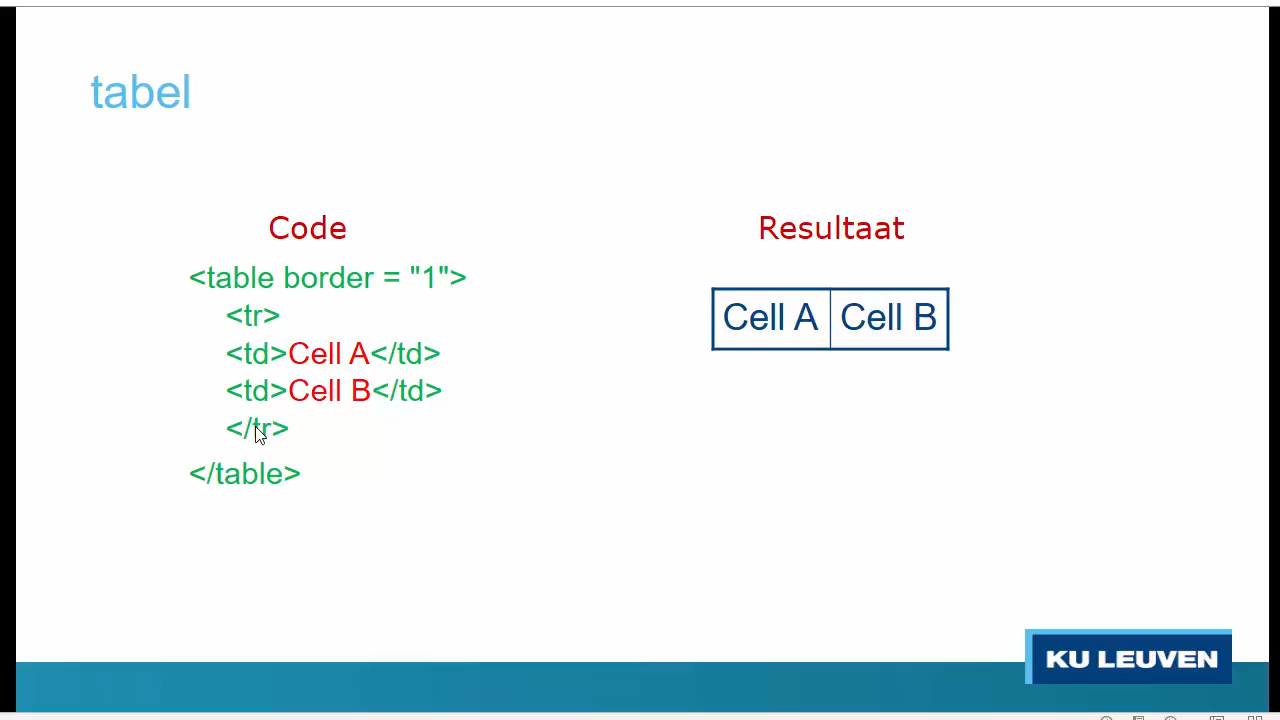 tabel
Code
<table border = "1">
<tr>
<td>Cell A</td>
<td>Cell B</td>
</tr>
</table>
Resultaat
Cell A Cell B
KU LEUVEN